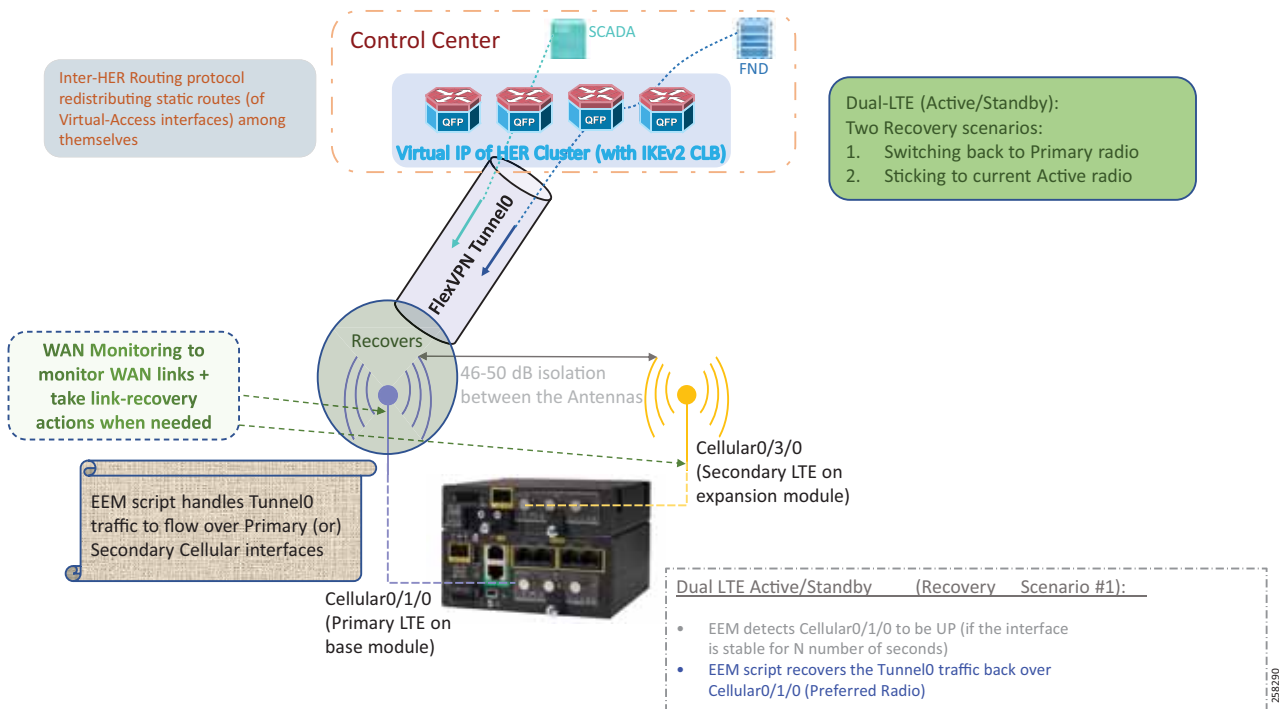 Control Center
SCADA
FND
QFP
QFP
QFP
QFP
Virtual IP of HER Cluster (with IKEv2 CLB)
Inter-HER Routing protocol
redistributing static routes (of
Virtual-Access interfaces) among
themselves
Dual-LTE (Active/Standby):
Two Recovery scenarios:
1. Switching back to Primary radio
2. Sticking to current Active radio
FlexVPN Tunnel0
Recovers
46-50 dB isolation
between the Antennas
WAN Monitoring to
monitor WAN links +
take link-recovery
actions when needed
Cellular0/3/0
(Secondary LTE on
expansion module)
EEM script handles Tunnel0
traffic to flow over Primary (or)
Secondary Cellular interfaces
Cellular0/1/0
(Primary LTE on
base module)
Dual LTE Active/Standby (Recovery Scenario #1):
• EEM detects Cellular0/1/0 to be UP (if the interface
is stable for N number of seconds)
• EEM script recovers the Tunnel0 traffic back over
Cellular0/1/0 (Preferred Radio)
258290